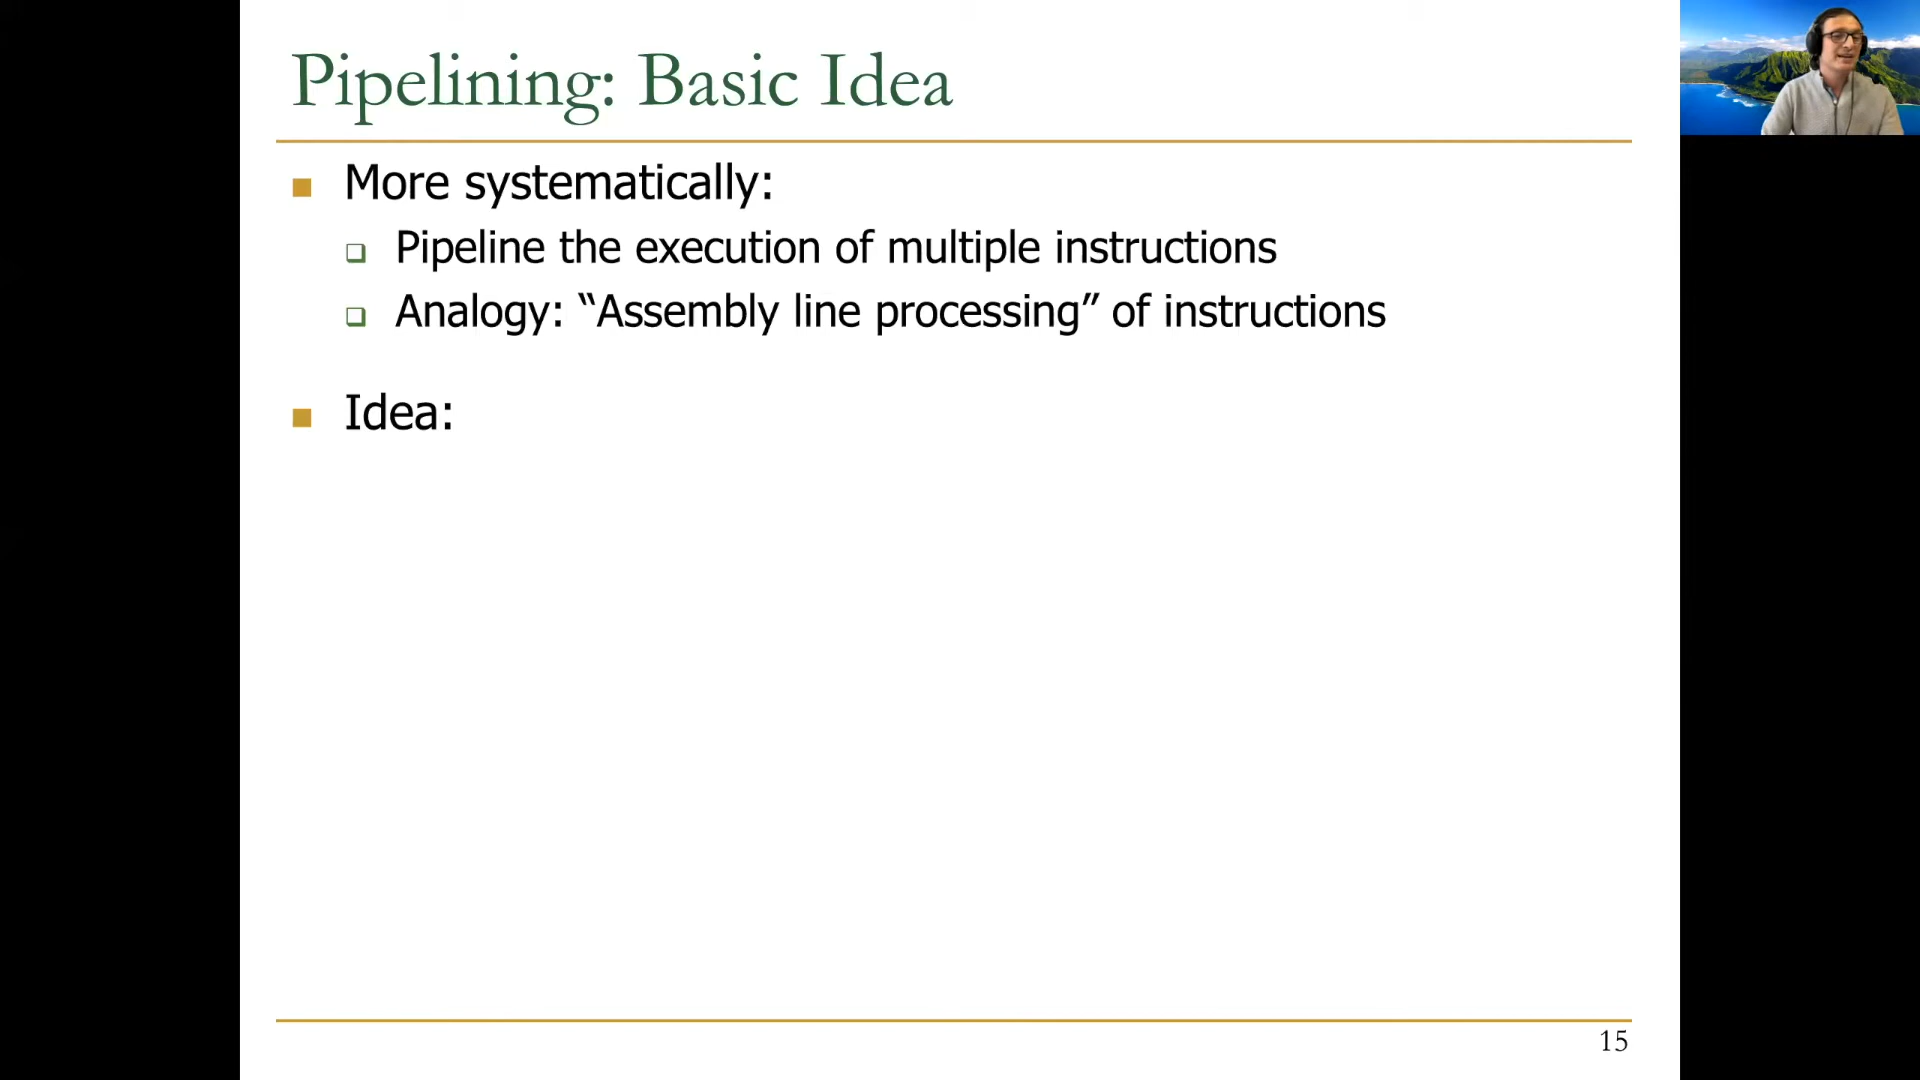 Pipelining: Basic Idea
More systematically:
Pipeline the execution of multiple instructions
Analogy: “Assembly line processing” of instructions
Idea:
15